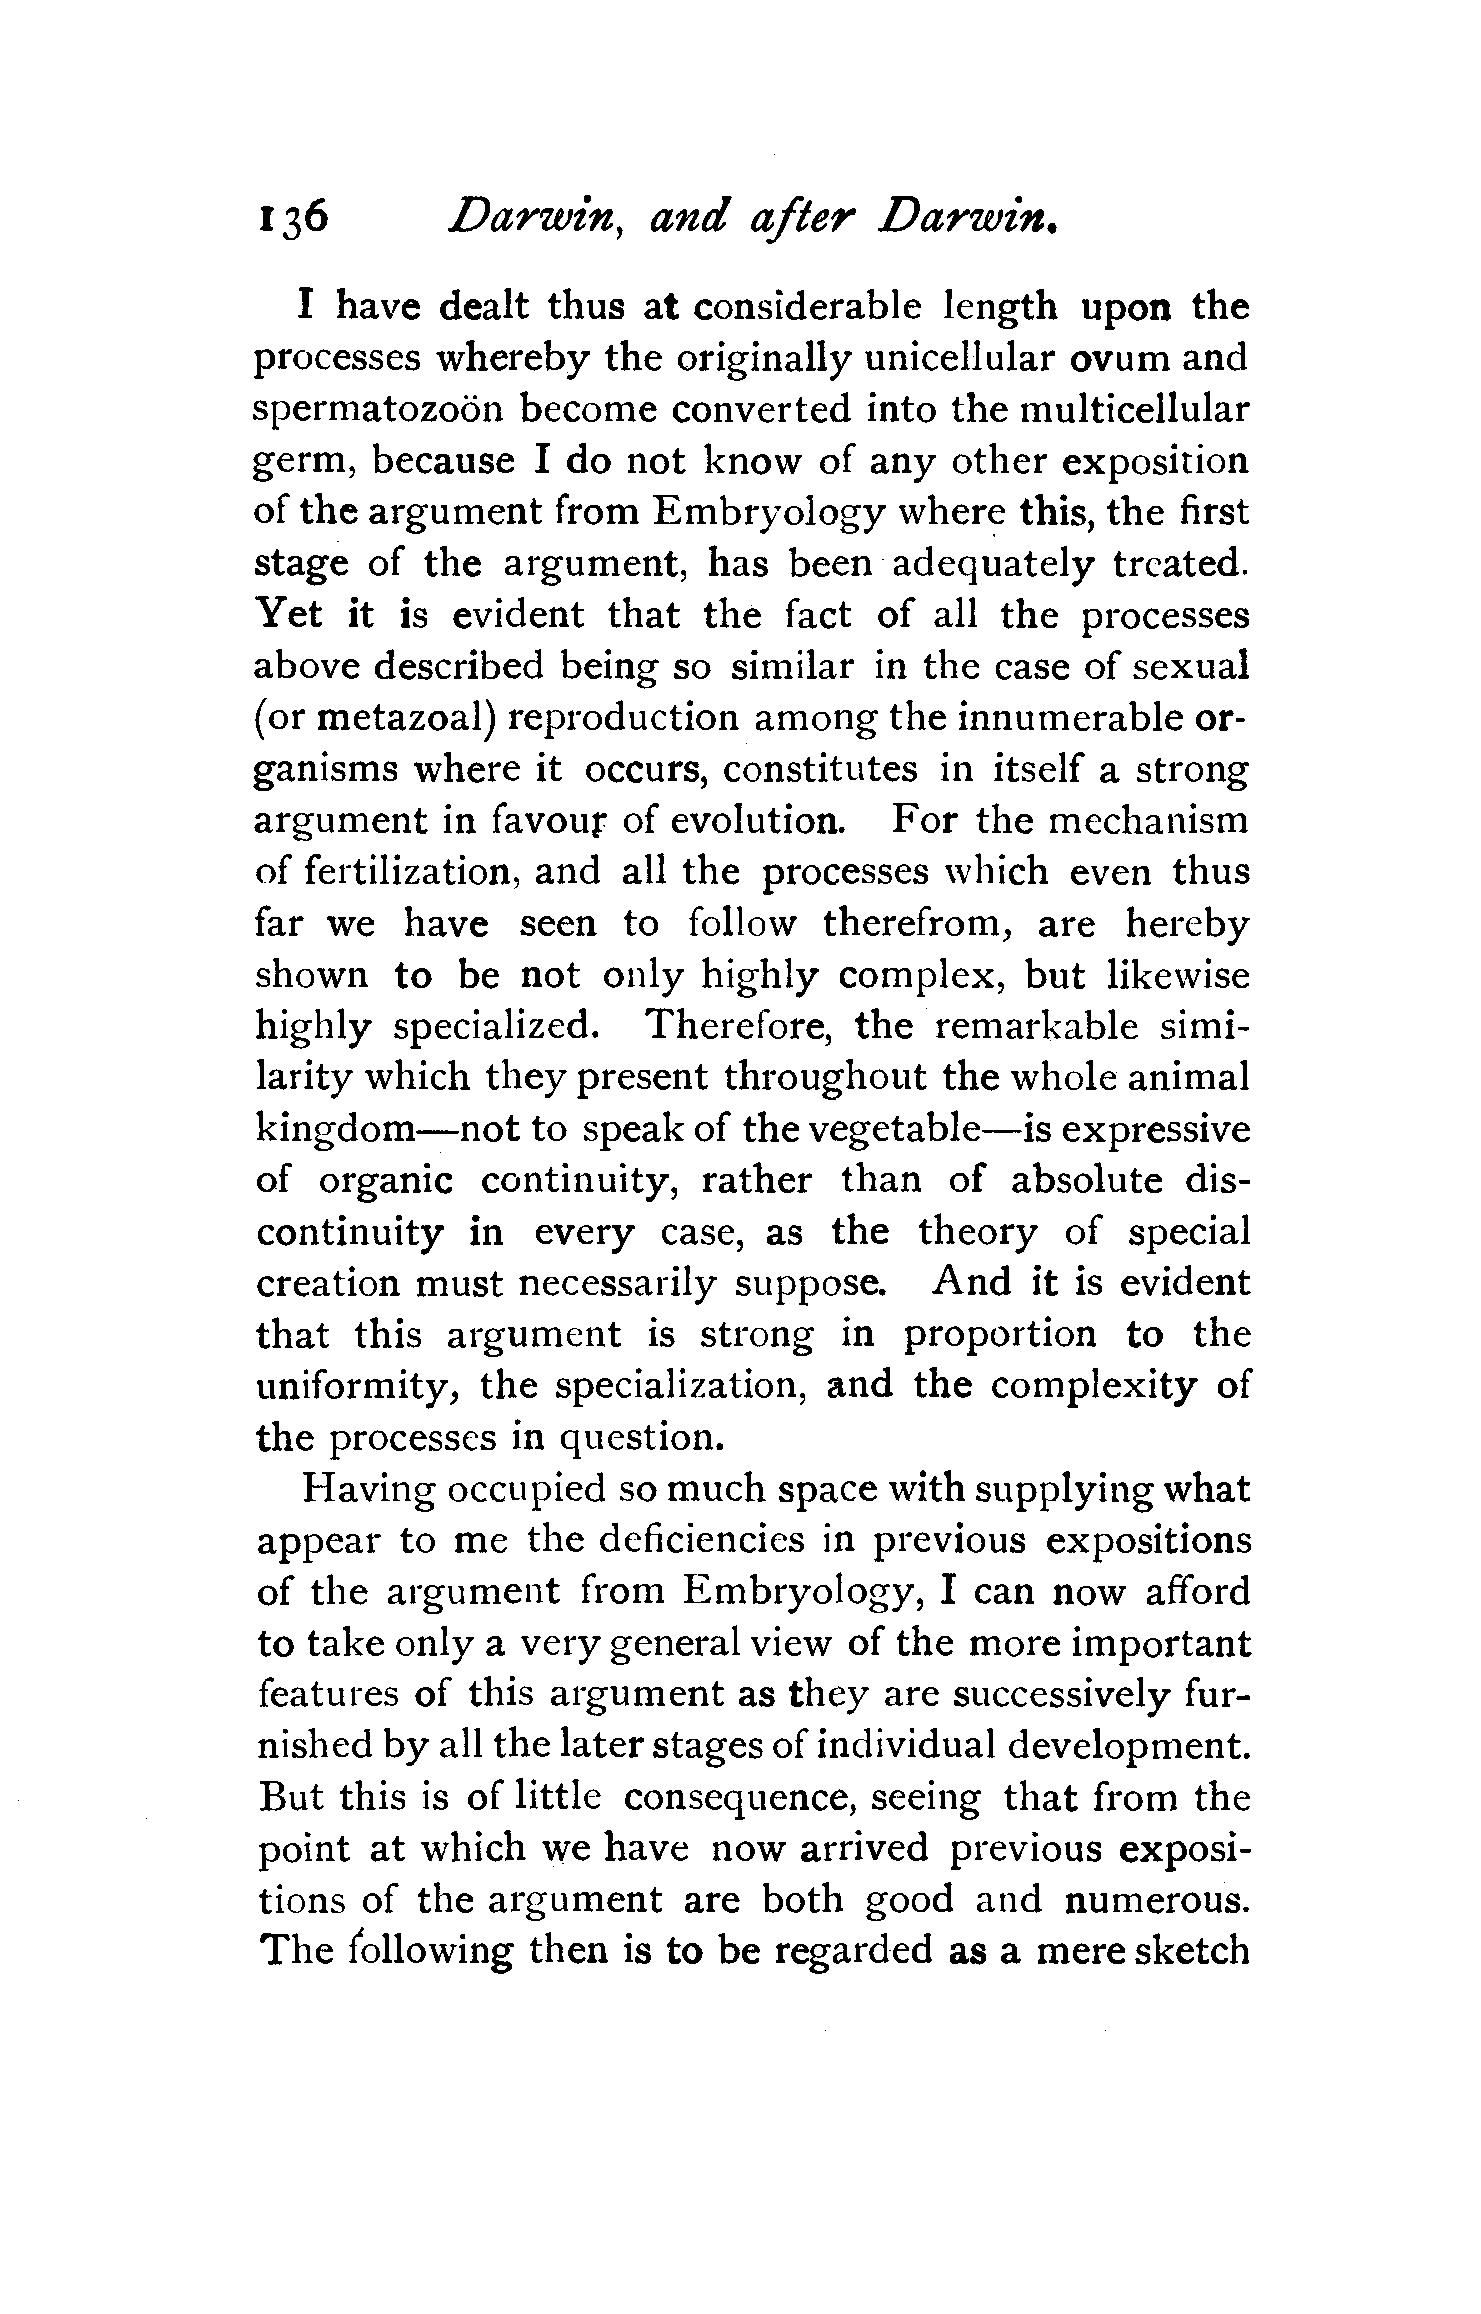 136 Darwin, and after Darwin.
I have dealt thus at considerable length upon the
processes whereby the originally unicellular ovum and
spermatozoön become converted into the multicellular
germ, because I do not know of any other exposition
of the argument from Embryology where this, the first
stage of the argument, has been adequately treated.
Yet it is evident that the fact of all the processes
above described being so similar in the case of sexual
(or metazoal) reproduction among the innumerable or-
ganisms where it occurs, constitutes in itself a strong
argument in favour of evolution. For the mechanism
of fertilization, and all the processes which even thus
far we have seen to follow therefrom, are hereby
shown to be not only highly complex, but likewise
highly specialized. Therefore, the remarkable simi-
larity which they present throughout the whole animal
kingdom—not to speak of the vegetable—is expressive
of organic continuity, rather than of absolute dis-
continuity in every case, as the theory of special
creation must necessarily suppose. And it is evident
that this argument is strong in proportion to the
uniformity, the specialization, and the complexity of
the processes in question.
Having occupied so much space with supplying what
appear to me the deficiencies in previous expositions
of the argument from Embryology, I can now afford
to take only a very general view of the more important
features of this argument as they are successively fur-
nished by all the later stages of individual development.
But this is of little consequence, seeing that from the
point at which we have now arrived previous exposi-
tions of the argument are both good and numerous.
The following then is to be regarded as a mere sketch